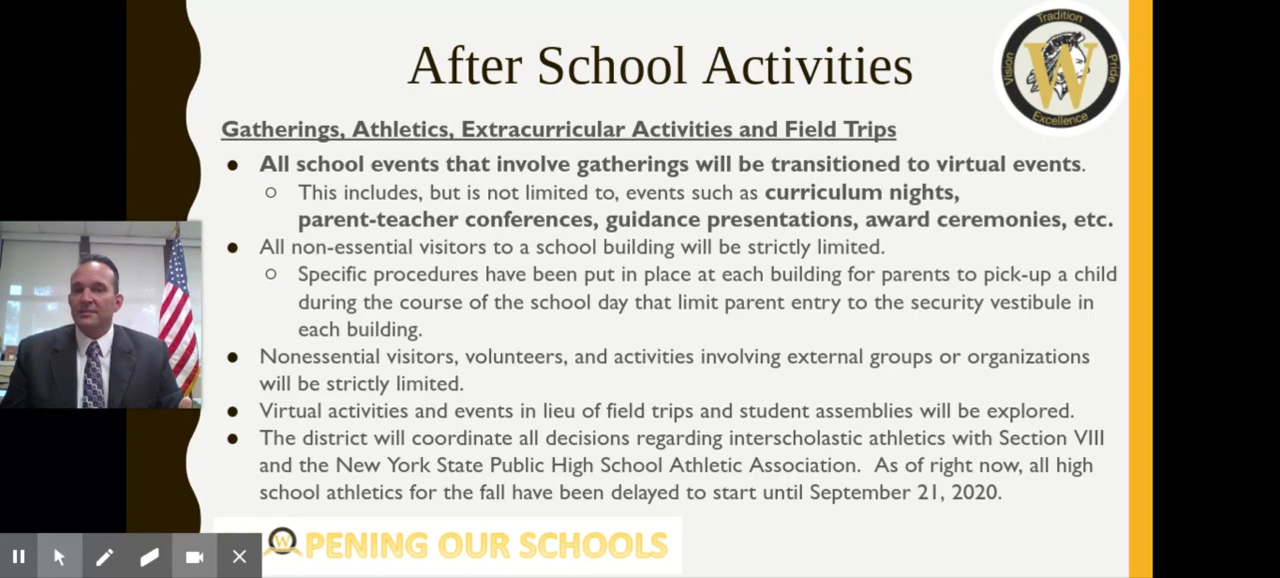 After School Activities
Tradition
Vision
W
Pride
Excellence
Gatherings, Athletics, Extracurricular Activities and Field Trips
● All school events that involve gatherings will be transitioned to virtual events.
○ This includes, but is not limited to, events such as curriculum nights,
parent-teacher conferences, guidance presentations, award ceremonies, etc.
● All non-essential visitors to a school building will be strictly limited.
○ Specific procedures have been put in place at each building for parents to pick-up a child
during the course of the school day that limit parent entry to the security vestibule in
each building.
● Nonessential visitors, volunteers, and activities involving external groups or organizations
will be strictly limited.
● Virtual activities and events in lieu of field trips and student assemblies will be explored.
● The district will coordinate all decisions regarding interscholastic athletics with Section VIII
and the New York State Public High School Athletic Association.  As of right now, all high
school athletics for the fall have been delayed to start until September 21, 2020.
W PENING OUR SCHOOLS